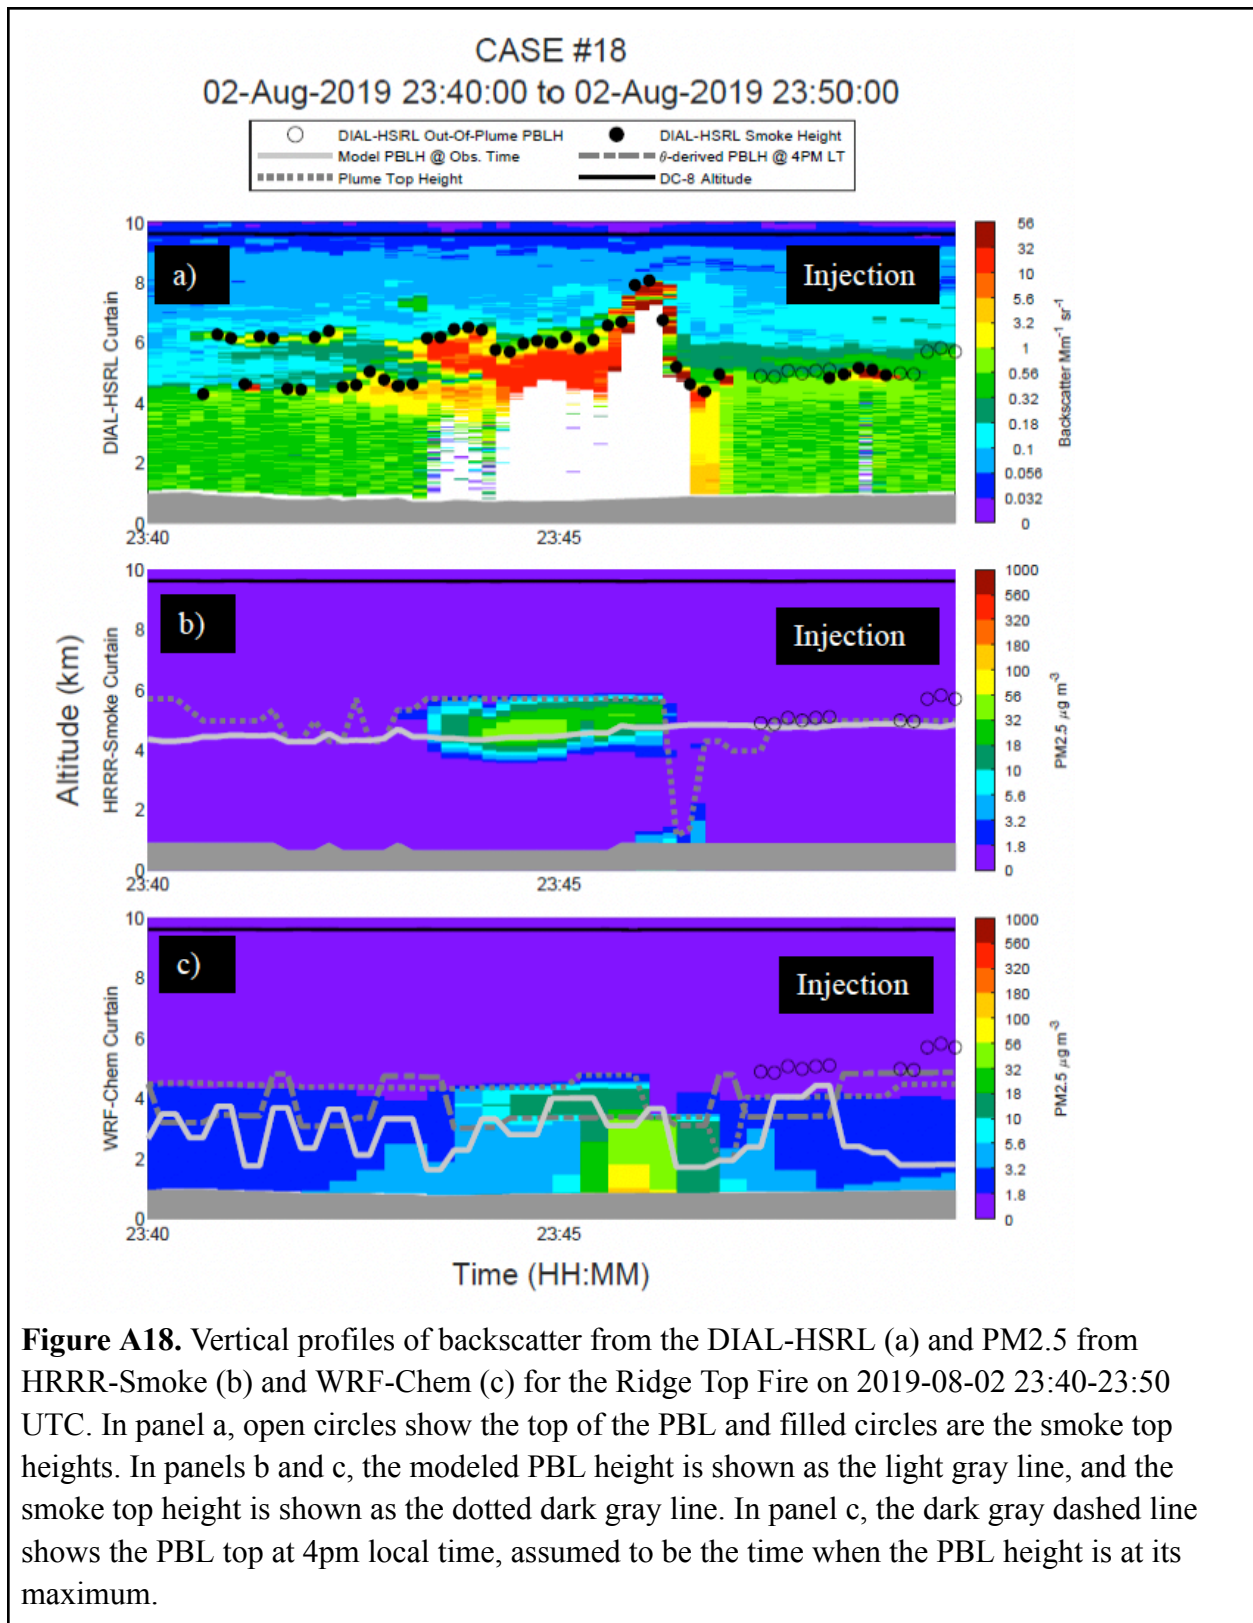 CASE #18
02-Aug-2019 23:40:00 to 02-Aug-2019 23:50:00
DIAL-HSRL Out-Of-Plume PBLH
DIAL-HSRL Smoke Height
Model PBLH @ Obs. Time
θ-derived PBLH @ 4PM LT
Plume Top Height
DC-8 Altitude
a)
Injection
DIAL-HSRL Curtain
10
8
6
4
2
0
23:40
23:45
56
32
10
5.6
3.2
1
0.56
0.32
0.18
0.1
0.056
0.032
0
Backscatter Mm⁻¹ sr⁻¹
b)
Injection
Altitude (km)
HRRR-Smoke Curtain
10
8
6
4
2
0
23:40
23:45
1000
560
320
180
100
56
32
18
10
5.6
3.2
1.8
0
PM2.5 μg m⁻³
c)
Injection
WRF-Chem Curtain
10
8
6
4
2
0
23:40
23:45
1000
560
320
180
100
56
32
18
10
5.6
3.2
1.8
0
PM2.5 μg m⁻³
Time (HH:MM)
Figure A18. Vertical profiles of backscatter from the DIAL-HSRL (a) and PM2.5 from
HRRR-Smoke (b) and WRF-Chem (c) for the Ridge Top Fire on 2019-08-02 23:40-23:50
UTC. In panel a, open circles show the top of the PBL and filled circles are the smoke top
heights. In panels b and c, the modeled PBL height is shown as the light gray line, and the
smoke top height is shown as the dotted dark gray line. In panel c, the dark gray dashed line
shows the PBL top at 4pm local time, assumed to be the time when the PBL height is at its
maximum.